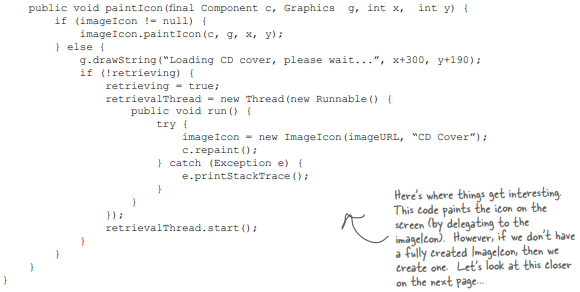 public void paintIcon(final Component c, Graphics  g, int x,  int y) {
if (imageIcon != null) {
imageIcon.paintIcon(c, g, x, y);
} else {
g.drawString(“Loading CD cover, please wait...”, x+300, y+190);
if (!retrieving) {
retrieving = true;
retrievalThread = new Thread(new Runnable() {
public void run() {
try {
imageIcon = new ImageIcon(imageURL, “CD Cover”);
c.repaint();
} catch (Exception e) {
e.printStackTrace();
}
}
});
retrievalThread.start();
}
}
}
}
Here's where things get interesting.
This code paints the icon on the
screen (by delegating to the
imageIcon). However, if we don't have
a fully created ImageIcon, then we
create one. Let's look at this closer
on the next page...